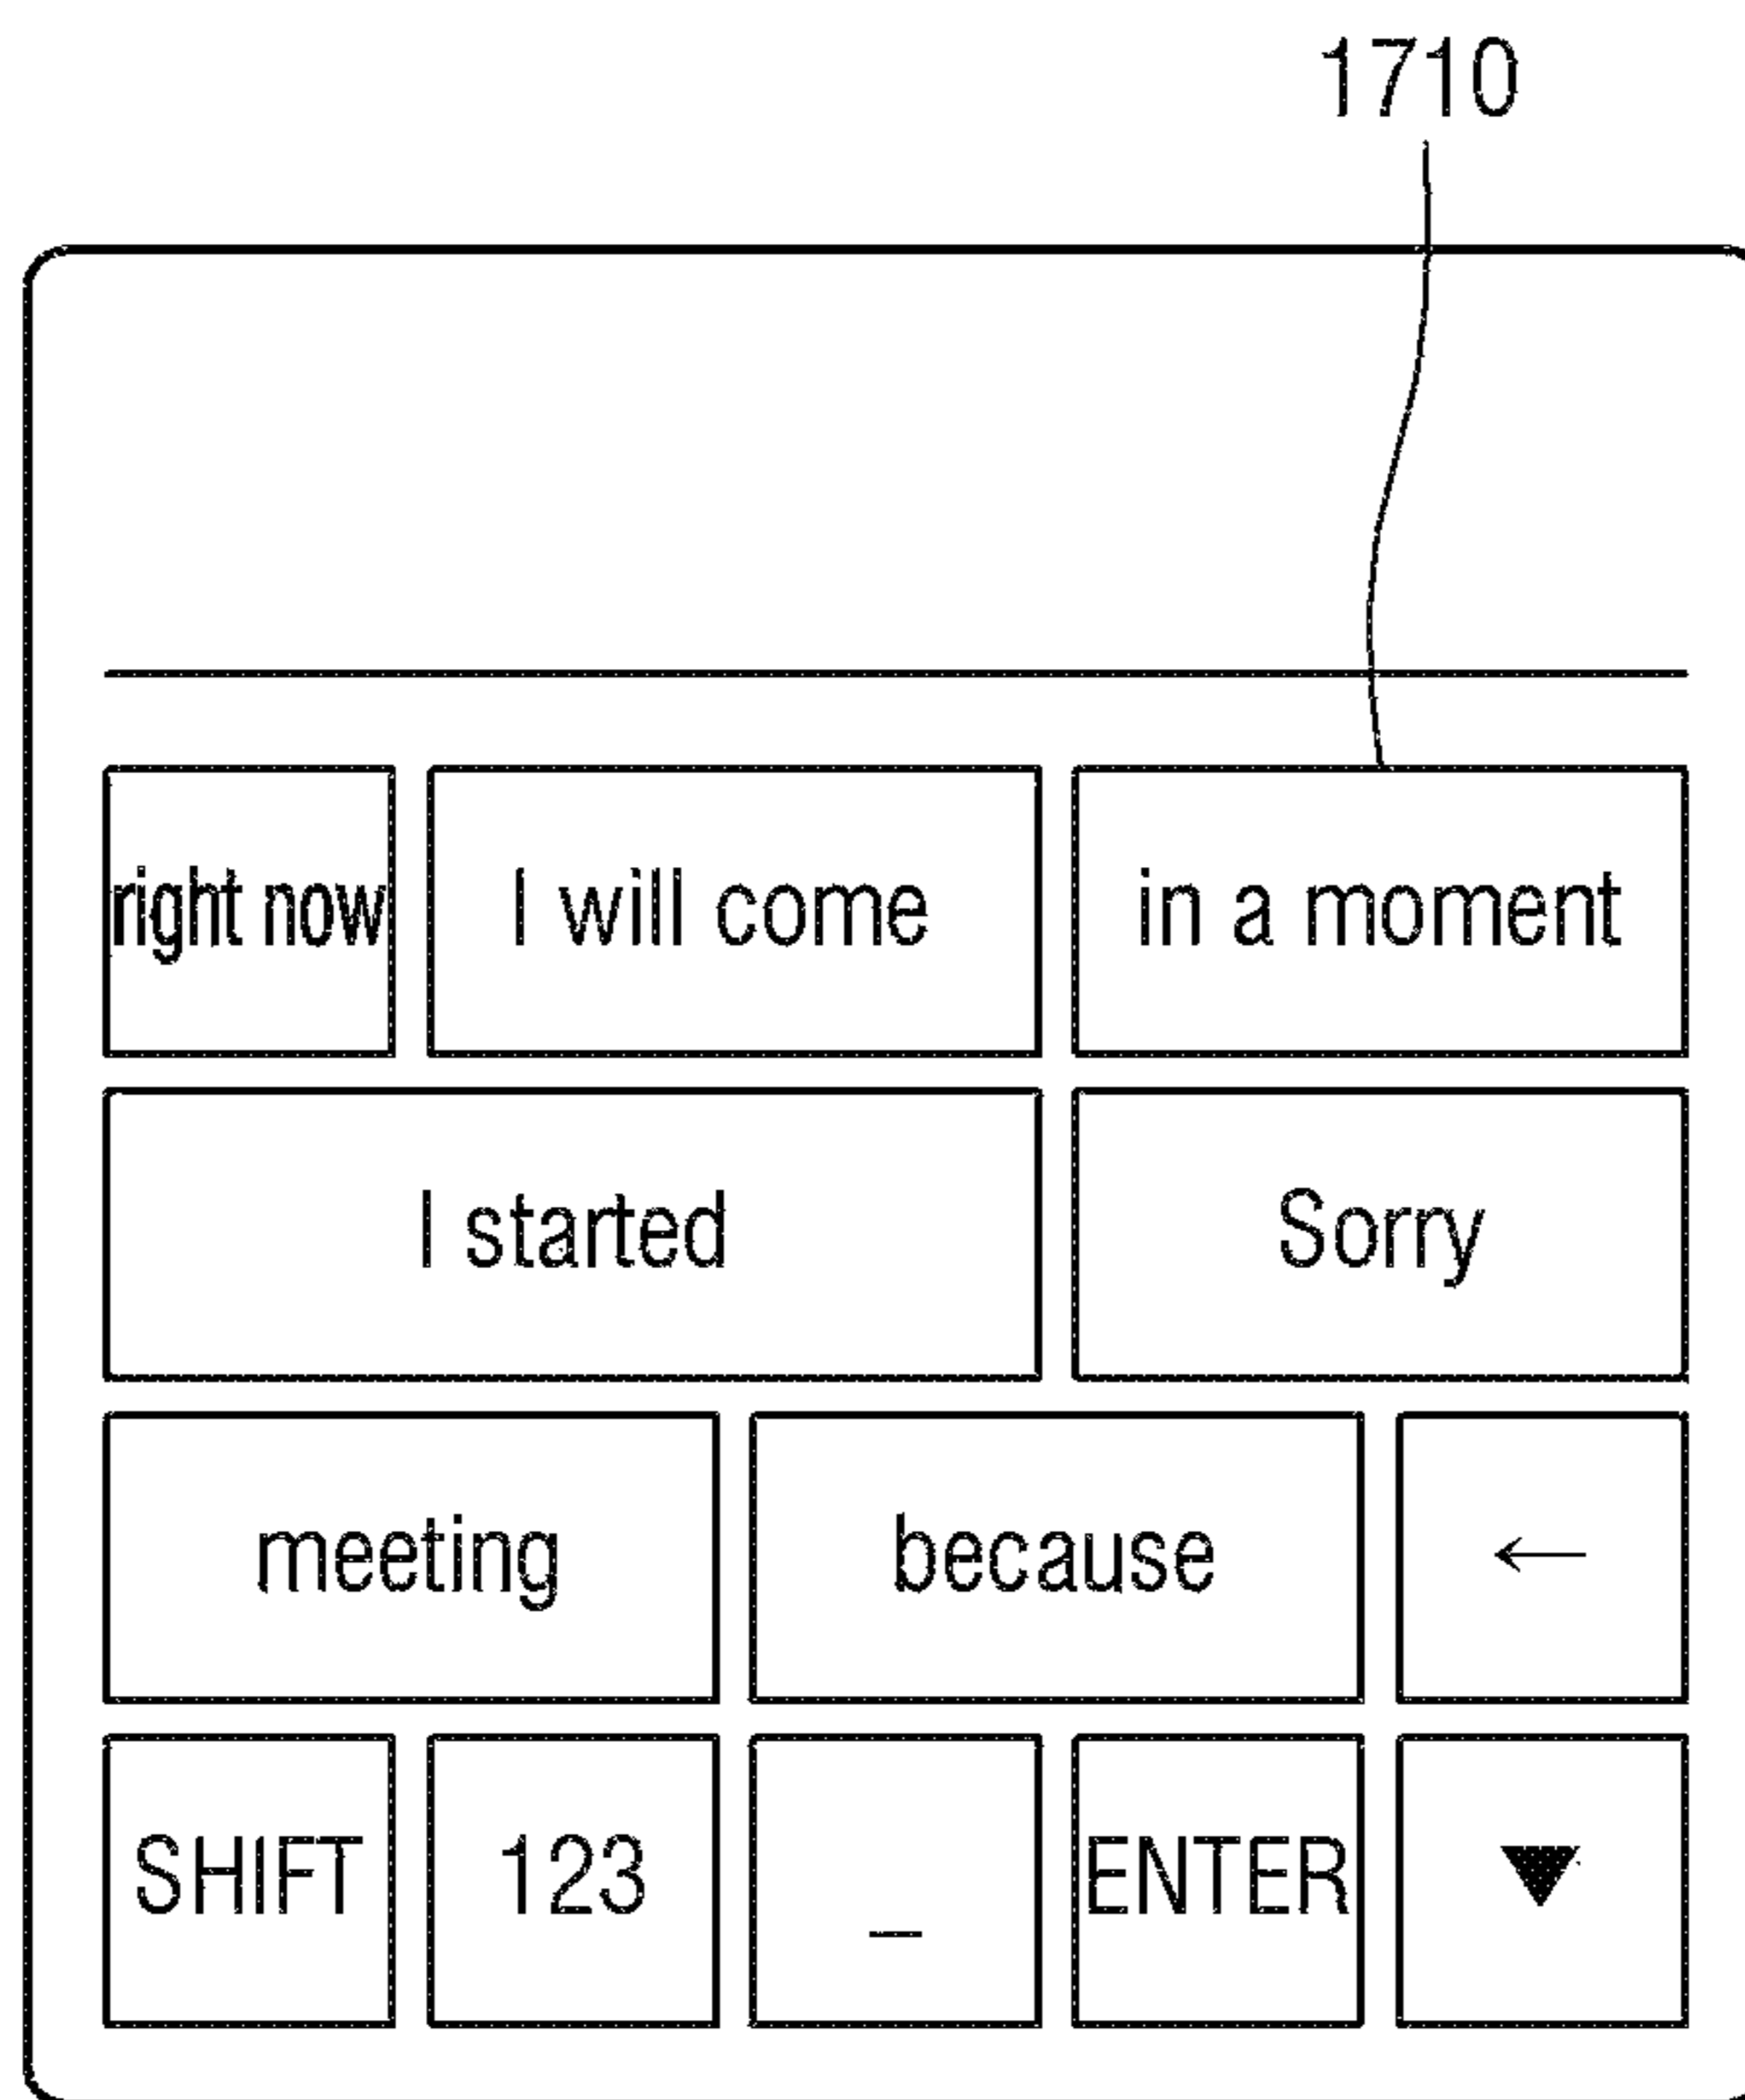 1710
right now I will come in a moment
I started Sorry
meeting because ←
SHIFT 123 _ ENTER ▼